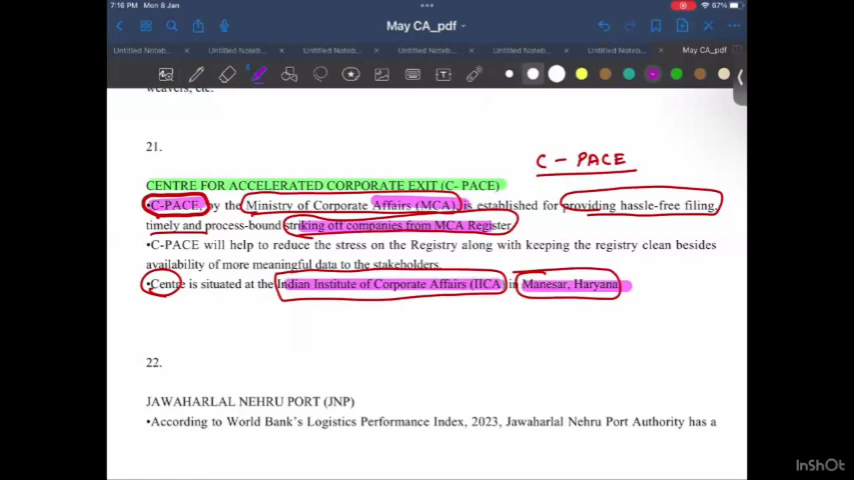 7:16 PM Mon 8 Jan
67%
May CA_pdf
Untitled Noteb...
Untitled Noteb...
Untitled Noteb...
Untitled Noteb...
Untitled Noteb...
Untitled Noteb...
May CA_pdf
weavers, etc.
21.
C - PACE
CENTRE FOR ACCELERATED CORPORATE EXIT (C- PACE)
•C-PACE, by the Ministry of Corporate Affairs (MCA), is established for providing hassle-free filing,
timely and process-bound striking off companies from MCA Register
•C-PACE will help to reduce the stress on the Registry along with keeping the registry clean besides
availability of more meaningful data to the stakeholders.
•Centre is situated at the Indian Institute of Corporate Affairs (IICA in Manesar, Haryana
22.
JAWAHARLAL NEHRU PORT (JNP)
•According to World Bank's Logistics Performance Index, 2023, Jawaharlal Nehru Port Authority has a
InShOt